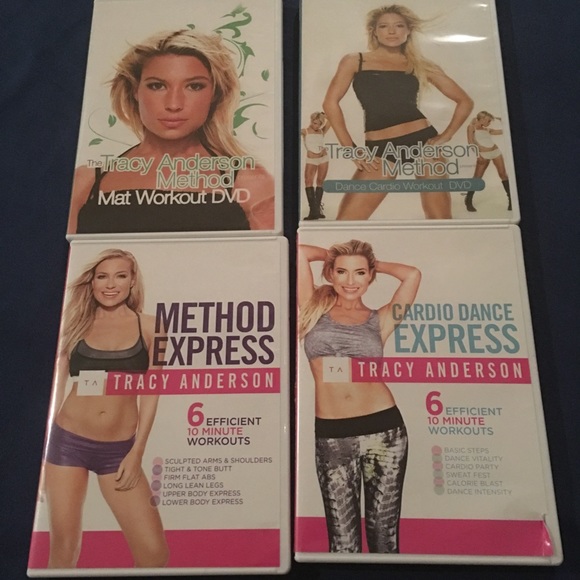 The Tracy Anderson
Method
Mat Workout DVD
The Tracy Anderson
Method
Dance Cardio Workout DVD
METHOD
EXPRESS
TA
TRACY ANDERSON
6 EFFICIENT
10 MINUTE
WORKOUTS
SCULPTED ARMS & SHOULDERS
TIGHT & TONE BUTT
FIRM FLAT ABS
LONG LEAN LEGS
UPPER BODY EXPRESS
LOWER BODY EXPRESS
CARDIO DANCE
EXPRESS
TA
TRACY ANDERSON
6 EFFICIENT
10 MINUTE
WORKOUTS
BASIC STEPS
DANCE VITALITY
CARDIO PARTY
SWEAT FEST
CALORIE BLAST
DANCE INTENSITY